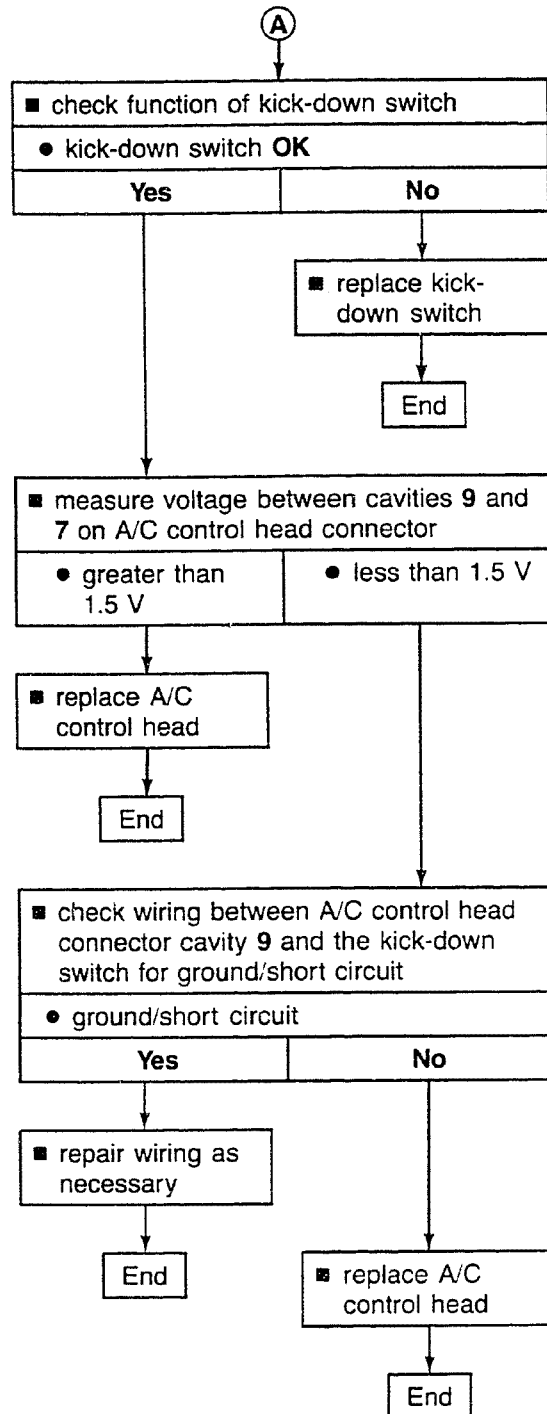 A
■ check function of kick-down switch
● kick-down switch OK
Yes
No
■ replace kick-
down switch
End
■ measure voltage between cavities 9 and
7 on A/C control head connector
● greater than
1.5 V
● less than 1.5 V
■ replace A/C
control head
End
■ check wiring between A/C control head
connector cavity 9 and the kick-down
switch for ground/short circuit
● ground/short circuit
Yes
No
■ repair wiring as
necessary
End
■ replace A/C
control head
End